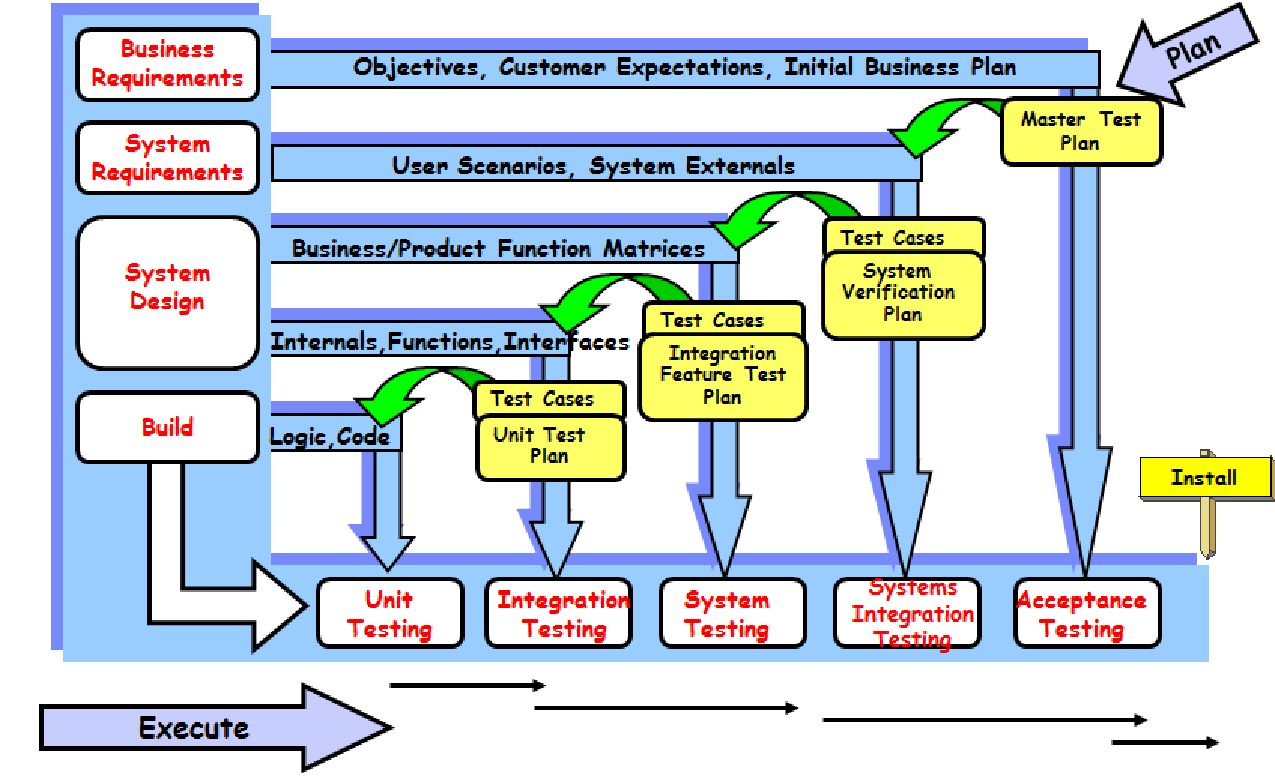 Business
Requirements
Objectives, Customer Expectations, Initial Business Plan
Plan
Master Test
Plan
System
Requirements
User Scenarios, System Externals
System
Design
Business/Product Function Matrices
Test Cases
System
Verification
Plan
Internals,Functions,Interfaces
Test Cases
Integration
Feature Test
Plan
Build
Logic,Code
Test Cases
Unit Test
Plan
Install
Unit
Testing
Integration
Testing
System
Testing
Systems
Integration
Testing
Acceptance
Testing
Execute